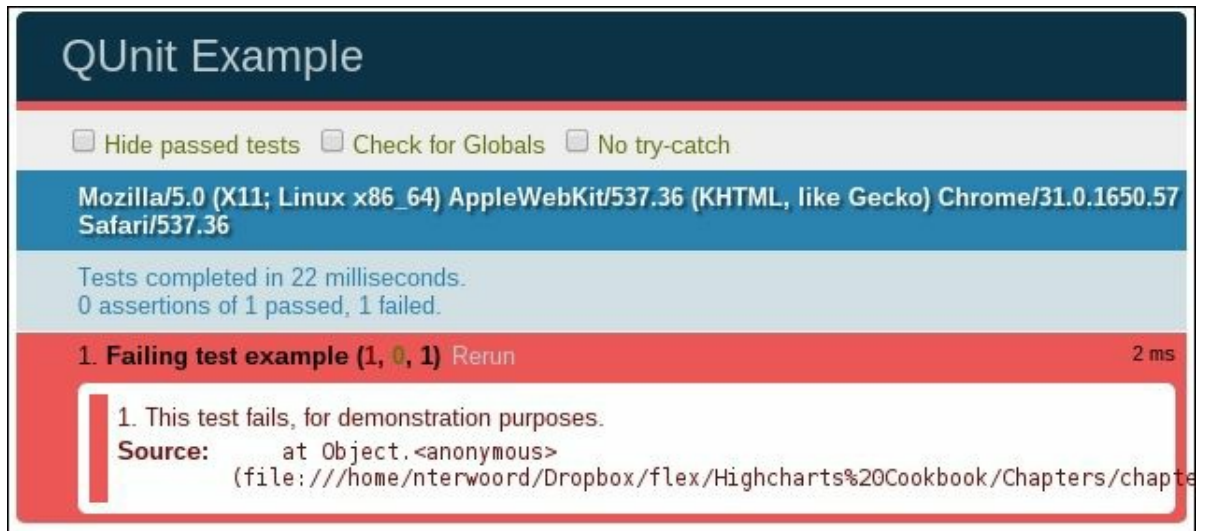 QUnit Example
Hide passed tests Check for Globals No try-catch
Mozilla/5.0 (X11; Linux x86_64) AppleWebKit/537.36 (KHTML, like Gecko) Chrome/31.0.1650.57
Safari/537.36
Tests completed in 22 milliseconds.
0 assertions of 1 passed, 1 failed.
1. Failing test example (1, 0, 1) Rerun 2 ms
1. This test fails, for demonstration purposes.
Source: at Object.<anonymous>
(file:///home/nterwoord/Dropbox/flex/Highcharts%20Cookbook/Chapters/chapte